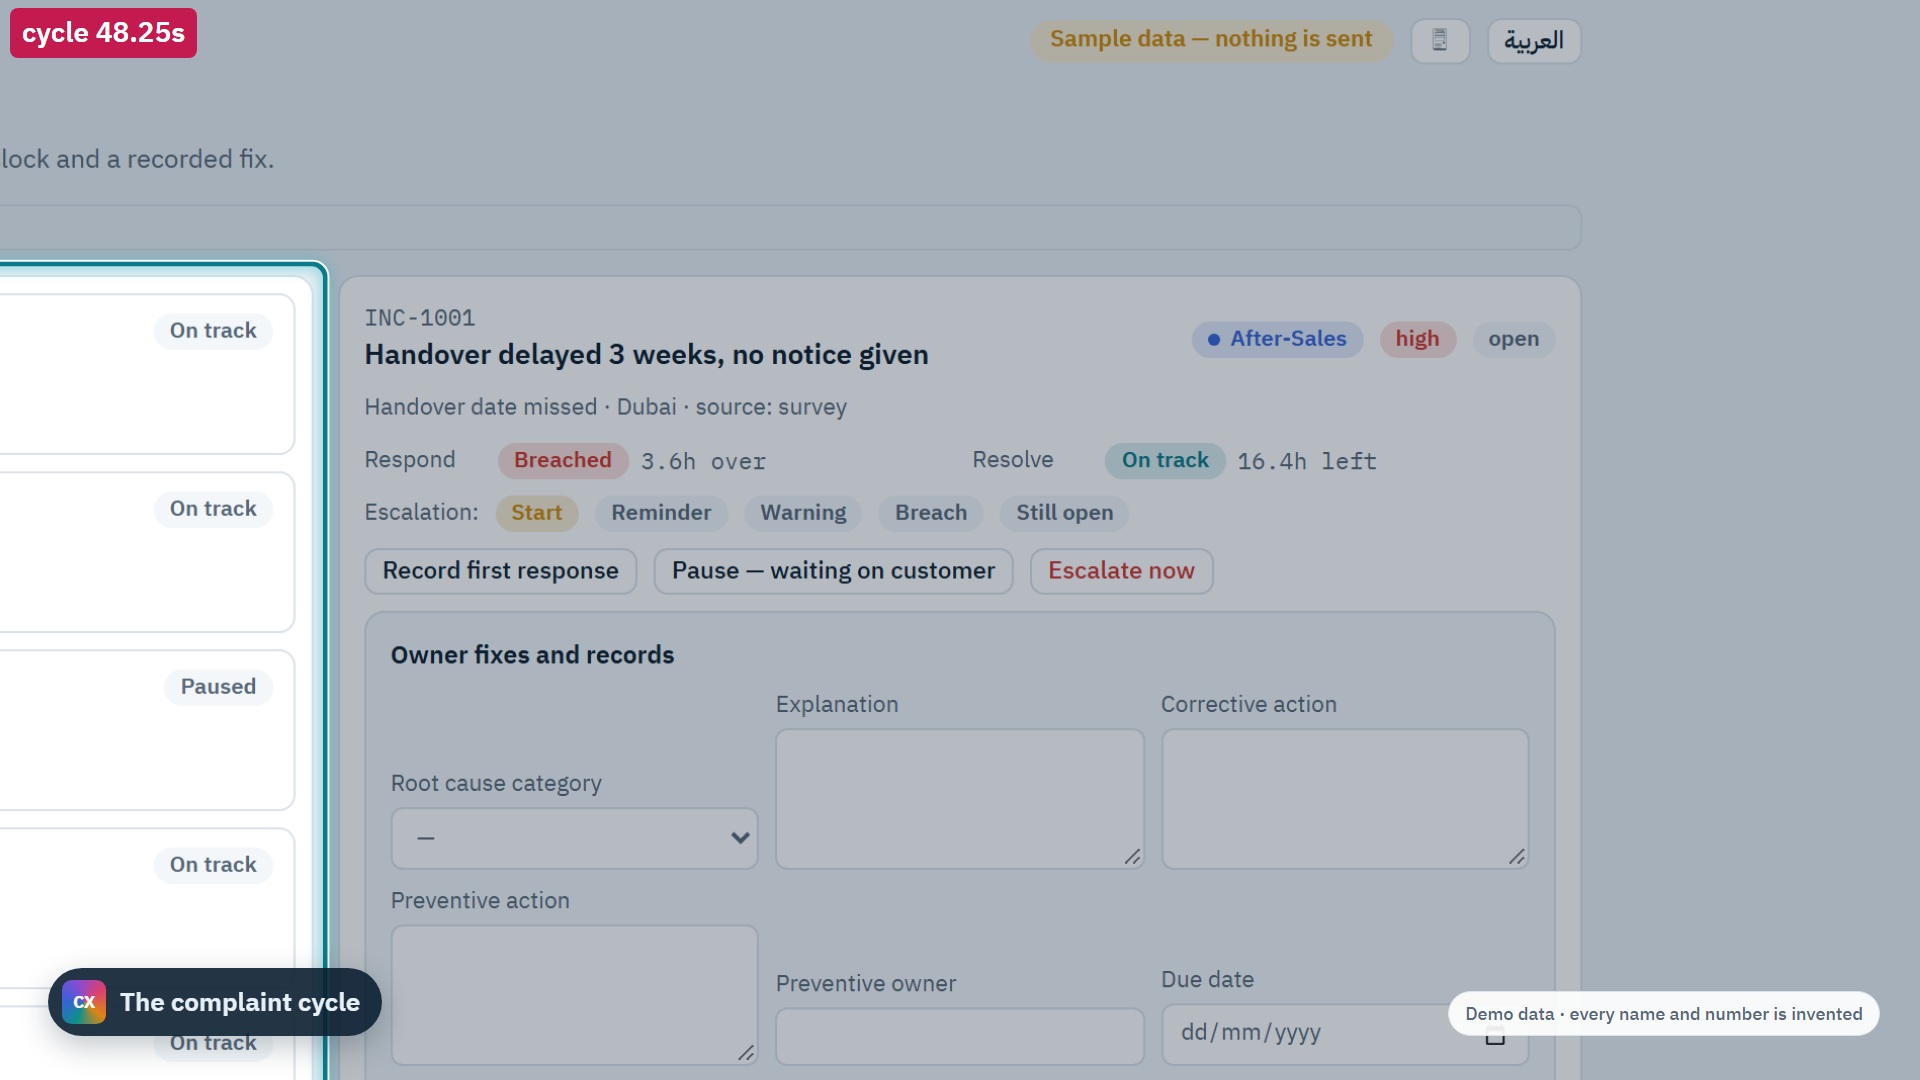 cycle 48.25s
Sample data — nothing is sent
العربية
lock and a recorded fix.
On track
On track
Paused
On track
On track
INC-1001
Handover delayed 3 weeks, no notice given
After-Sales
high
open
Handover date missed · Dubai · source: survey
Respond
Breached
3.6h over
Resolve
On track
16.4h left
Escalation:
Start
Reminder
Warning
Breach
Still open
Record first response
Pause — waiting on customer
Escalate now
Owner fixes and records
Root cause category
—
Explanation
Corrective action
Preventive action
Preventive owner
Due date
dd/mm/yyyy
CX
The complaint cycle
Demo data · every name and number is invented